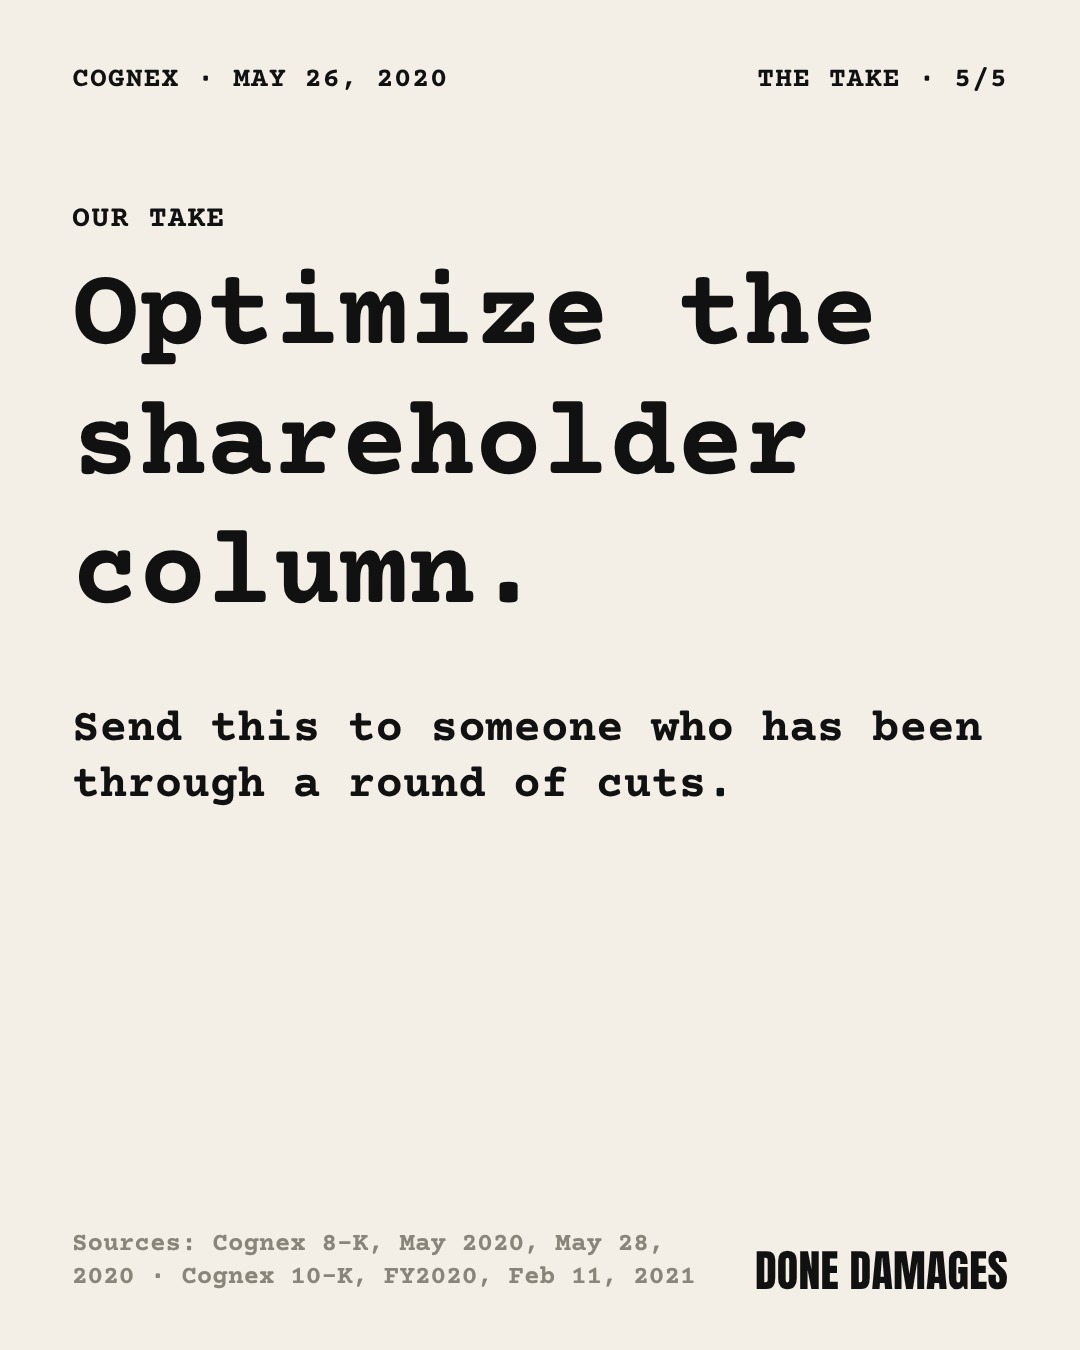 COGNEX · MAY 26, 2020
THE TAKE · 5/5
OUR TAKE
Optimize the
shareholder
column.
Send this to someone who has been
through a round of cuts.
Sources: Cognex 8-K, May 2020, May 28,
2020 · Cognex 10-K, FY2020, Feb 11, 2021
DONE DAMAGES